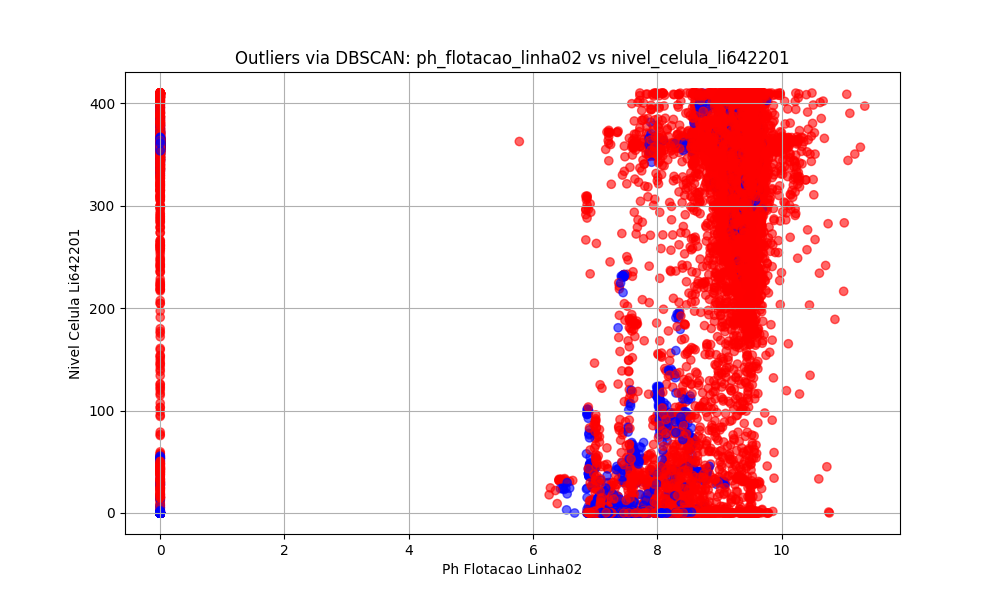 Outliers via DBSCAN: ph_flotacao_linha02 vs nivel_celula_li642201
400
300
200
100
0
Nivel Celula Li642201
0 2 4 6 8 10
Ph Flotacao Linha02